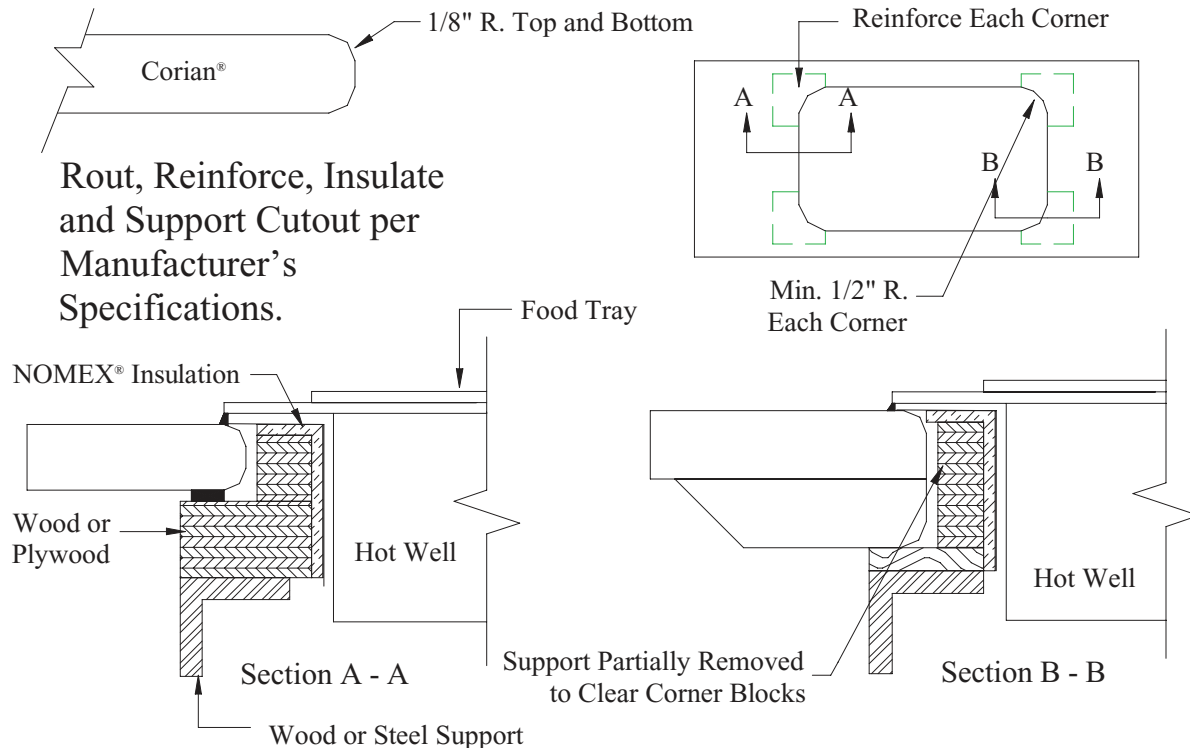 1/8" R. Top and Bottom
Corian®
Rout, Reinforce, Insulate
and Support Cutout per
Manufacturer’s
Specifications.
Reinforce Each Corner
A
A
B
B
Min. 1/2" R.
Each Corner
Food Tray
NOMEX® Insulation
Wood or
Plywood
Hot Well
Section A - A
Wood or Steel Support
Hot Well
Support Partially Removed
to Clear Corner Blocks
Section B - B